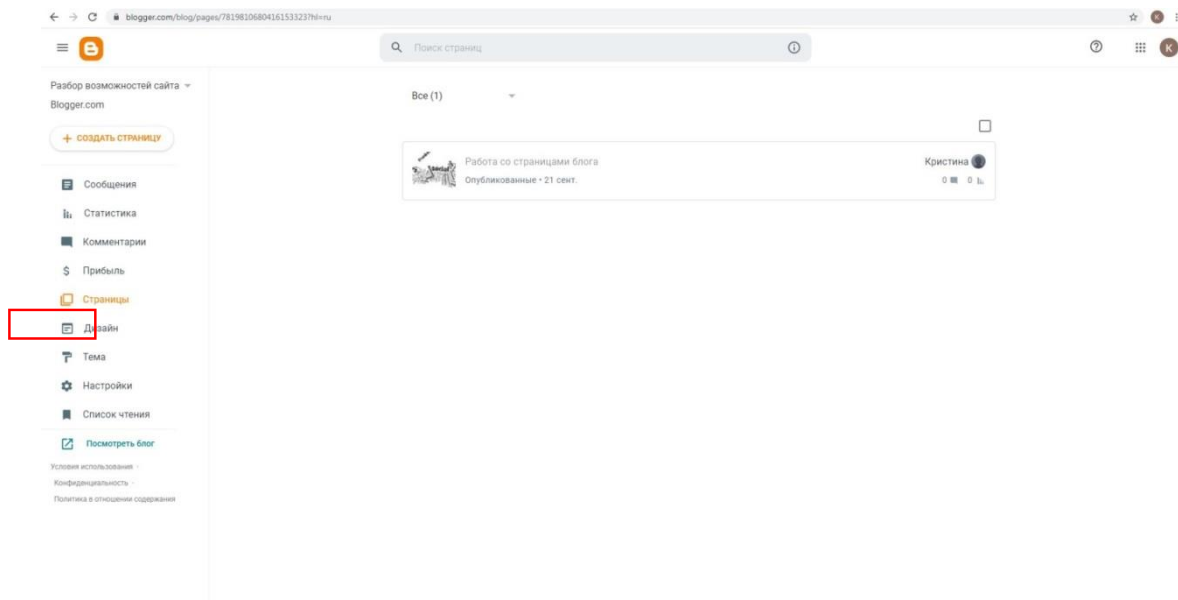 blogger.com/blog/pages/7819810680416153323?hl=ru
K
Поиск страниц
K
Разбор возможностей сайта
Blogger.com
Все (1)
+ СОЗДАТЬ СТРАНИЦУ
Работа со страницами блога
Кристина
Опубликованные • 21 сент.
0 0
Сообщения
Статистика
Комментарии
$ Прибыль
Страницы
Дизайн
Тема
Настройки
Список чтения
Посмотреть блог
Условия использования ·
Конфиденциальность ·
Политика в отношении содержания